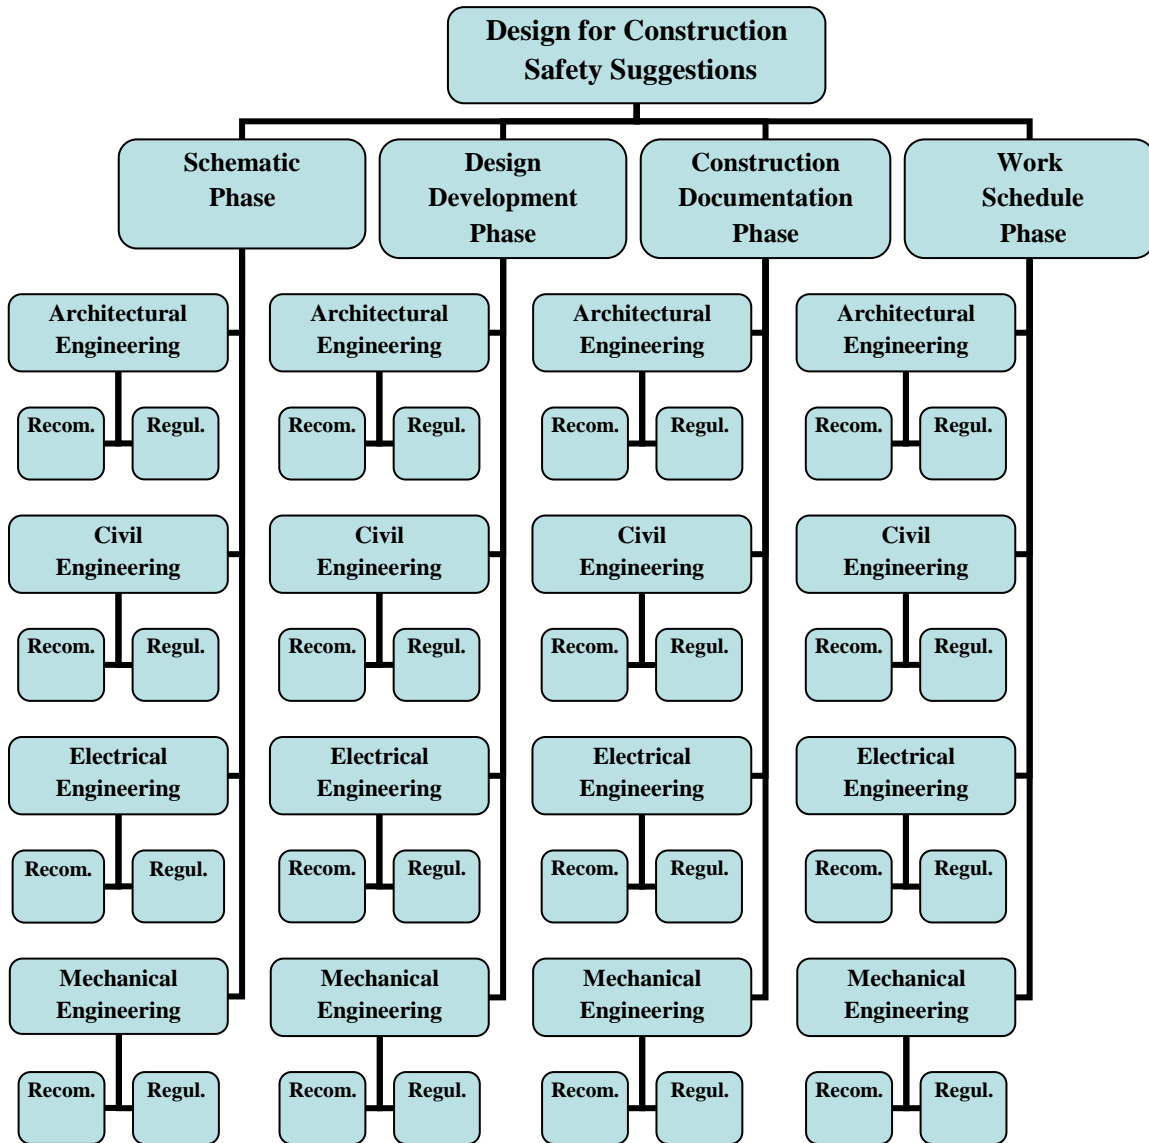 Design for Construction
Safety Suggestions
Schematic
Phase
Design
Development
Phase
Construction
Documentation
Phase
Work
Schedule
Phase
Architectural
Engineering
Architectural
Engineering
Architectural
Engineering
Architectural
Engineering
Recom.
Regul.
Recom.
Regul.
Recom.
Regul.
Recom.
Regul.
Civil
Engineering
Civil
Engineering
Civil
Engineering
Civil
Engineering
Recom.
Regul.
Recom.
Regul.
Recom.
Regul.
Recom.
Regul.
Electrical
Engineering
Electrical
Engineering
Electrical
Engineering
Electrical
Engineering
Recom.
Regul.
Recom.
Regul.
Recom.
Regul.
Recom.
Regul.
Mechanical
Engineering
Mechanical
Engineering
Mechanical
Engineering
Mechanical
Engineering
Recom.
Regul.
Recom.
Regul.
Recom.
Regul.
Recom.
Regul.